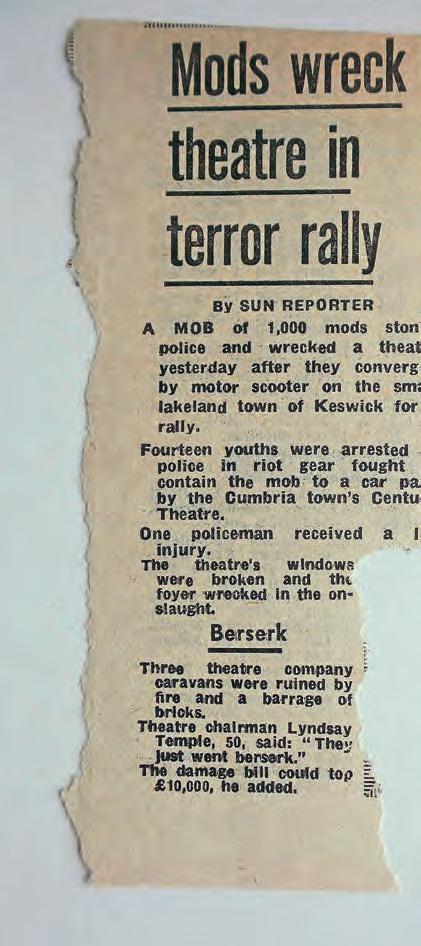 Mods wreck
theatre in
terror rally
By SUN REPORTER
A MOB of 1,000 mods ston
police and wrecked a theat
yesterday after they converg
by motor scooter on the sma
lakeland town of Keswick for
rally.
Fourteen youths were arrested
police in riot gear fought
contain the mob to a car pa
by the Cumbria town's Centu
Theatre.
One policeman received a l
injury.
The theatre's windows
were broken and the
foyer wrecked in the on-
slaught.
Berserk
Three theatre company
caravans were ruined by
fire and a barrage of
bricks.
Theatre chairman Lyndsay
Temple, 50, said: "They
just went berserk."
The damage bill could top
£10,000, he added.